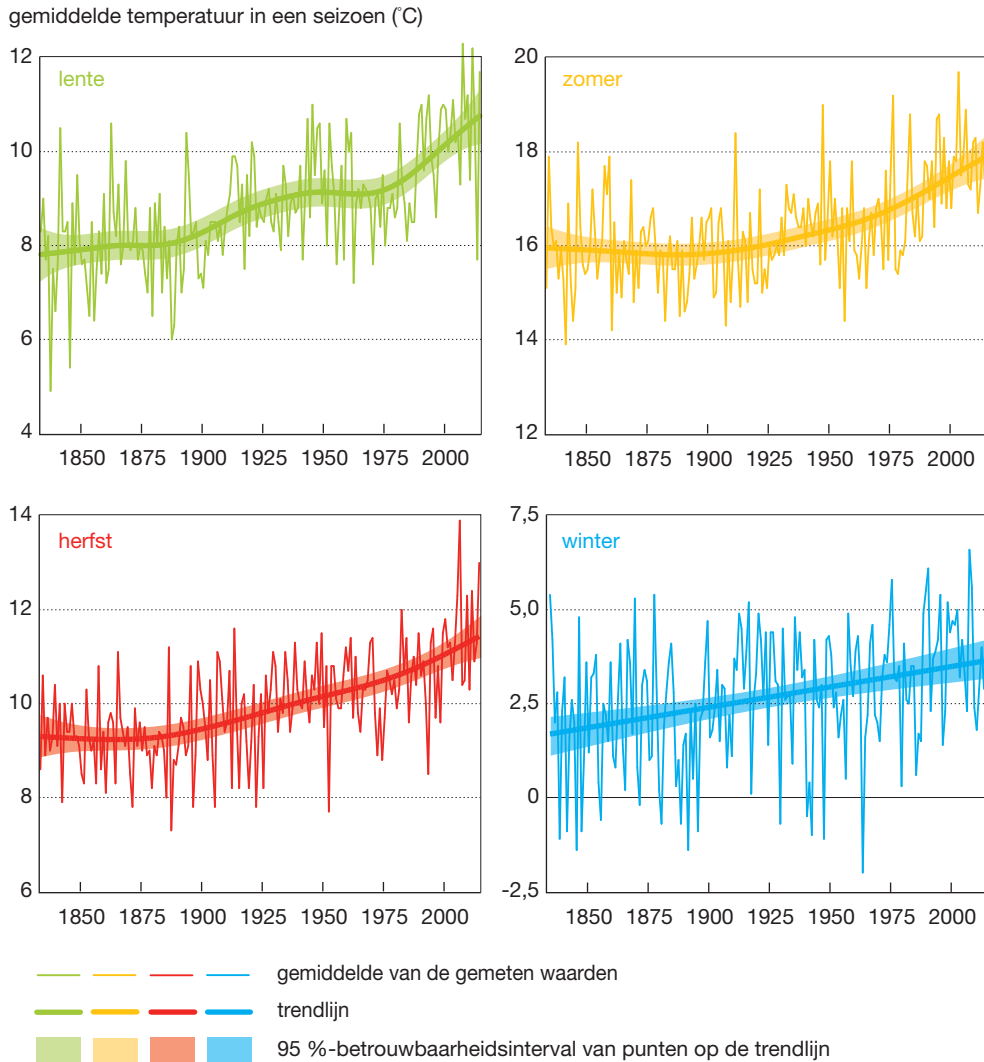 gemiddelde temperatuur in een seizoen (°C)
12
10
8
6
4
lente
1850 1875 1900 1925 1950 1975 2000
20
18
16
14
12
zomer
1850 1875 1900 1925 1950 1975 2000
14
12
10
8
6
herfst
1850 1875 1900 1925 1950 1975 2000
7,5
5,0
2,5
0
-2,5
winter
1850 1875 1900 1925 1950 1975 2000
gemiddelde van de gemeten waarden
trendlijn
95 %-betrouwbaarheidsinterval van punten op de trendlijn